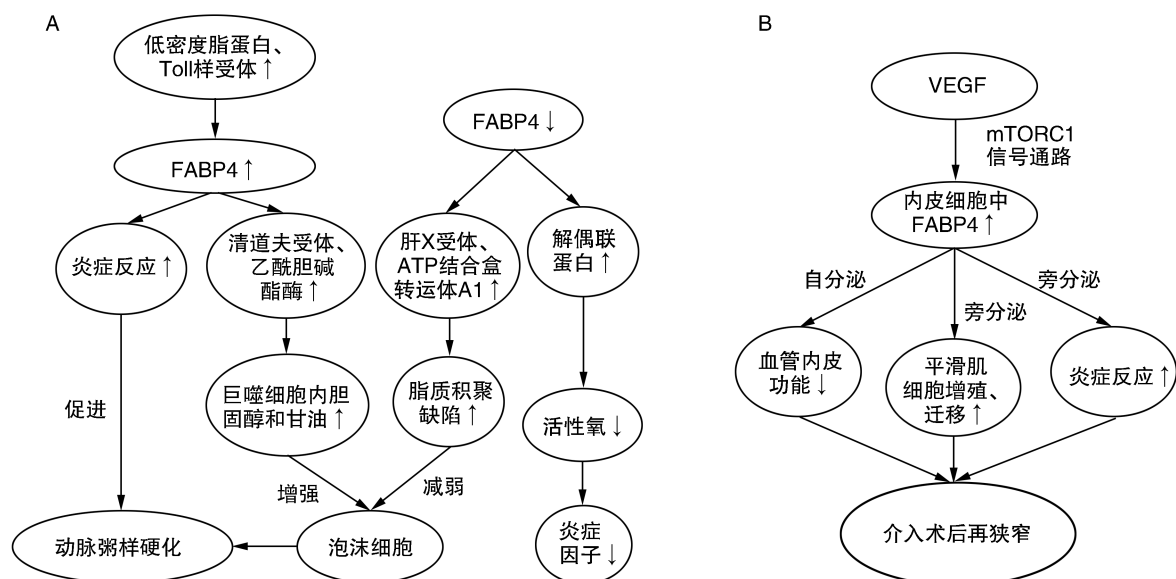 A
低密度脂蛋白、
Toll样受体↑
FABP4↑
炎症反应↑
清道夫受体、
乙酰胆碱
酯酶↑
巨噬细胞内胆
固醇和甘油↑
促进
增强
动脉粥样硬化
泡沫细胞
FABP4↓
肝X受体、
ATP结合盒
转运体A1↑
解偶联
蛋白↑
脂质积聚
缺陷↑
减弱
活性氧↓
炎症
因子↓
B
VEGF
mTORC1
信号通路
内皮细胞中
FABP4↑
自分泌
旁分泌
旁分泌
血管内皮
功能↓
平滑肌
细胞增殖、
迁移↑
炎症反应↑
介入术后再狭窄